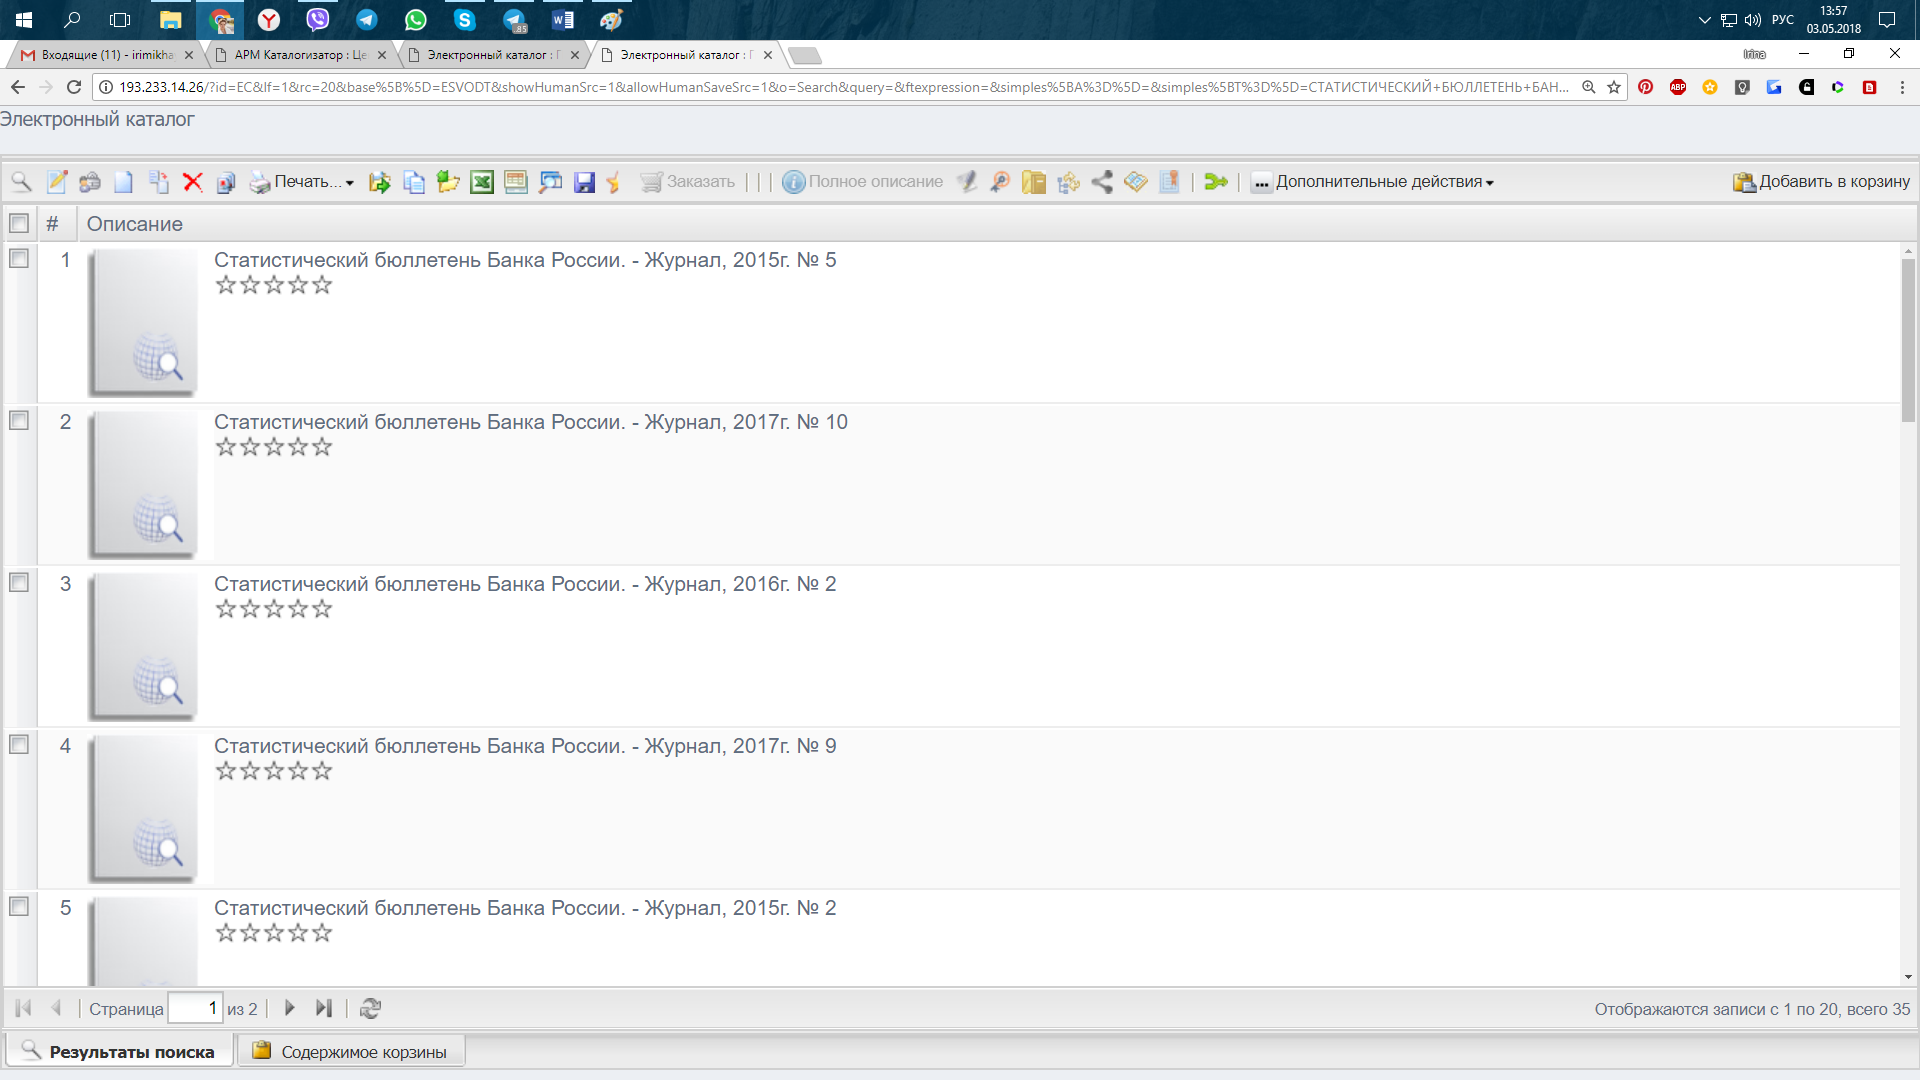 13:57
РУС
03.05.2018
85
Входящие (11) - irimikha
АРМ Каталогизатор : Це
Электронный каталог : П
Электронный каталог : П
Irina
193.233.14.26/?id=EC&lf=1&rc=20&base%5B%5D=ESVODT&showHumanSrc=1&allowHumanSaveSrc=1&o=Search&query=&ftexpression=&simples%5BA%3D%5D=&simples%5BT%3D%5D=СТАТИСТИЧЕСКИЙ+БЮЛЛЕТЕНЬ+БАН...
ABP
Электронный каталог
Печать...
Заказать
Полное описание
Дополнительные действия
Добавить в корзину
# Описание
1 Статистический бюллетень Банка России. - Журнал, 2015г. № 5
2 Статистический бюллетень Банка России. - Журнал, 2017г. № 10
3 Статистический бюллетень Банка России. - Журнал, 2016г. № 2
4 Статистический бюллетень Банка России. - Журнал, 2017г. № 9
5 Статистический бюллетень Банка России. - Журнал, 2015г. № 2
Страница 1 из 2
Отображаются записи с 1 по 20, всего 35
Результаты поиска
Содержимое корзины